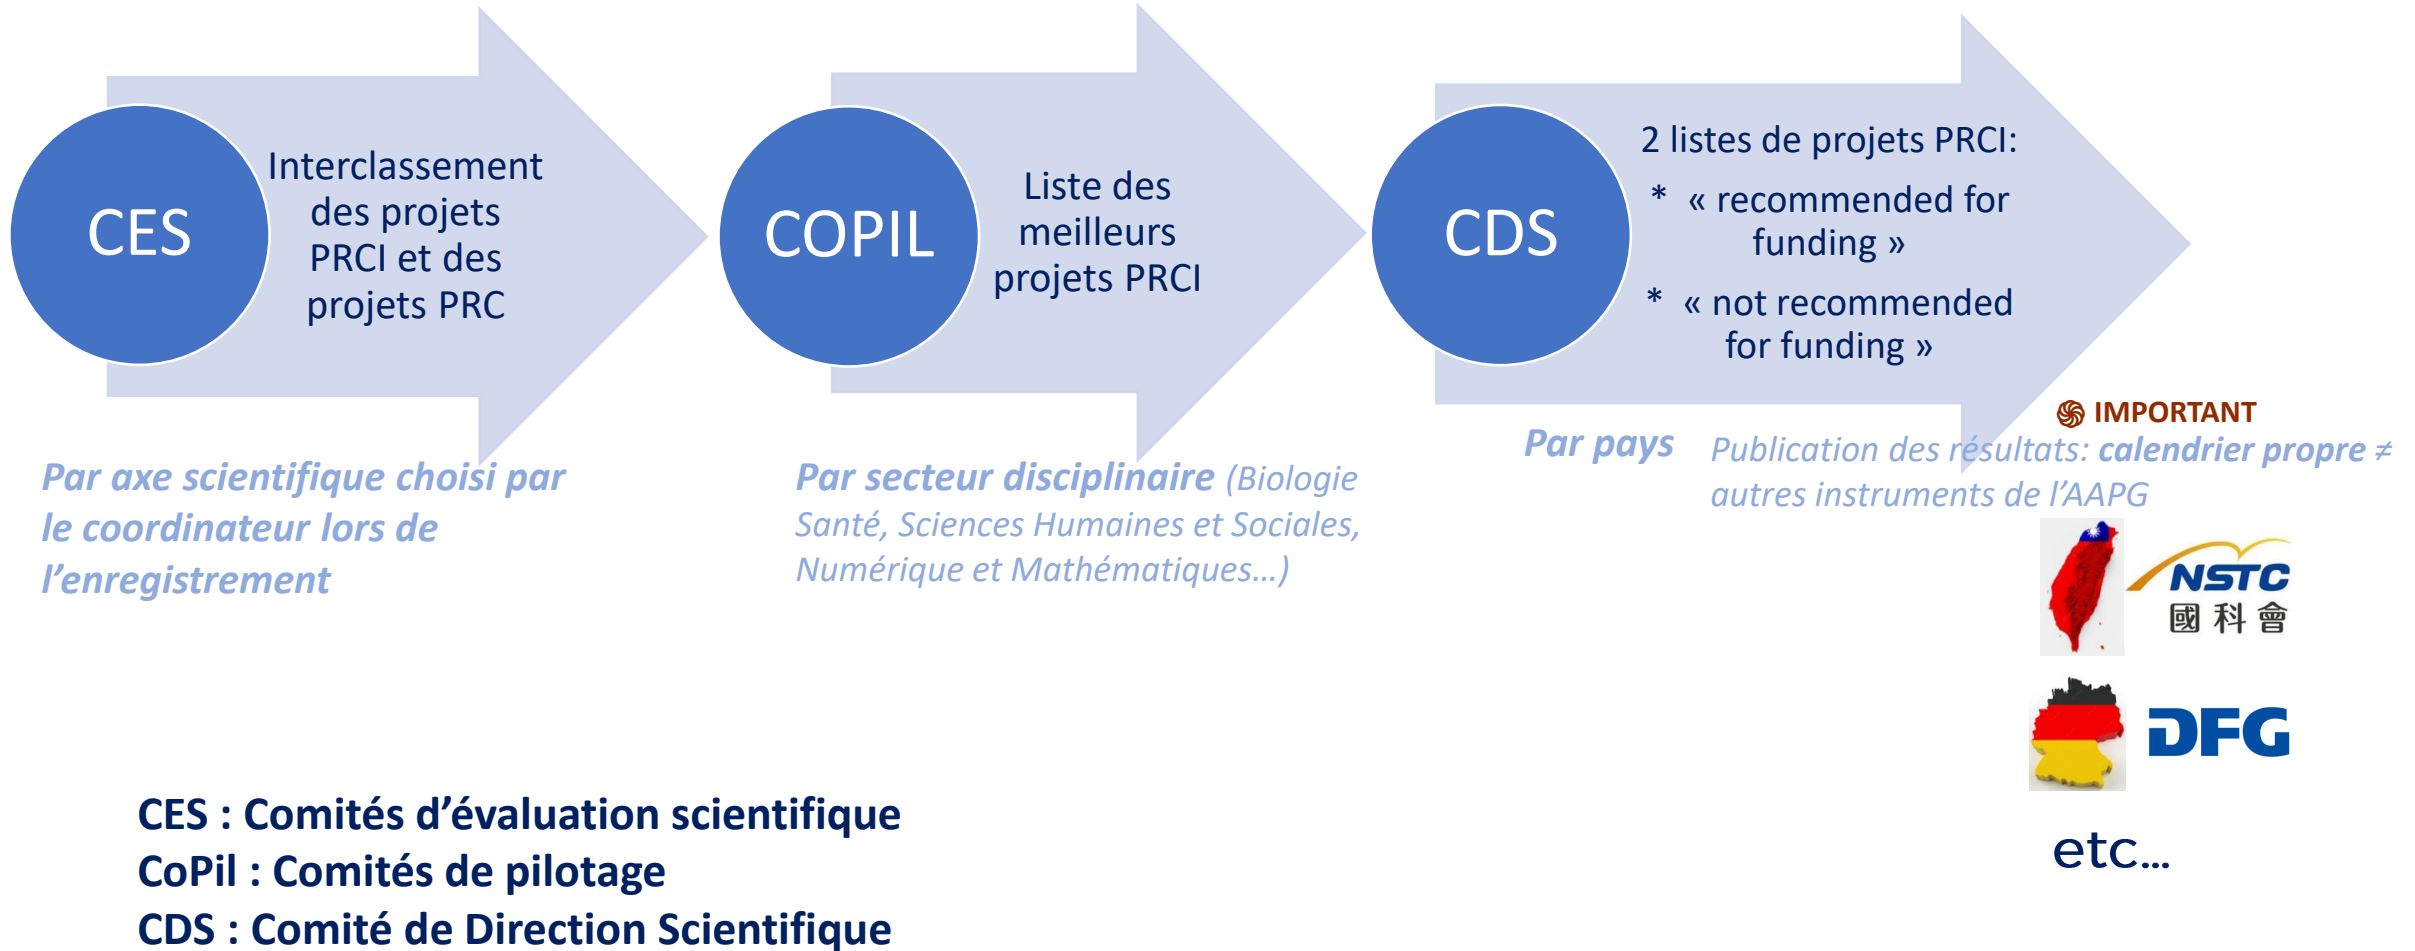 CES
Interclassement
des projets
PRCI et des
projets PRC
Par axe scientifique choisi par
le coordinateur lors de
l’enregistrement
COPIL
Liste des
meilleurs
projets PRCI
Par secteur disciplinaire (Biologie
Santé, Sciences Humaines et Sociales,
Numérique et Mathématiques…)
CDS
2 listes de projets PRCI:
* « recommended for
funding »
* « not recommended
for funding »
IMPORTANT
Par pays
Publication des résultats: calendrier propre ≠
autres instruments de l’AAPG
NSTC
國科會
DFG
etc…
CES : Comités d’évaluation scientifique
CoPil : Comités de pilotage
CDS : Comité de Direction Scientifique